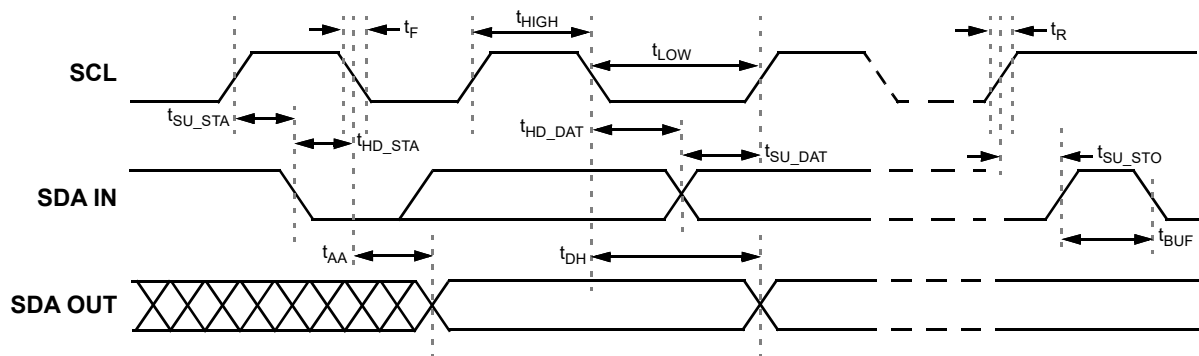 t_F
t_HIGH
t_R
t_LOW
SCL
t_SU_STA
t_HD_STA
t_HD_DAT
t_SU_DAT
t_SU_STO
SDA IN
t_AA
t_DH
t_BUF
SDA OUT